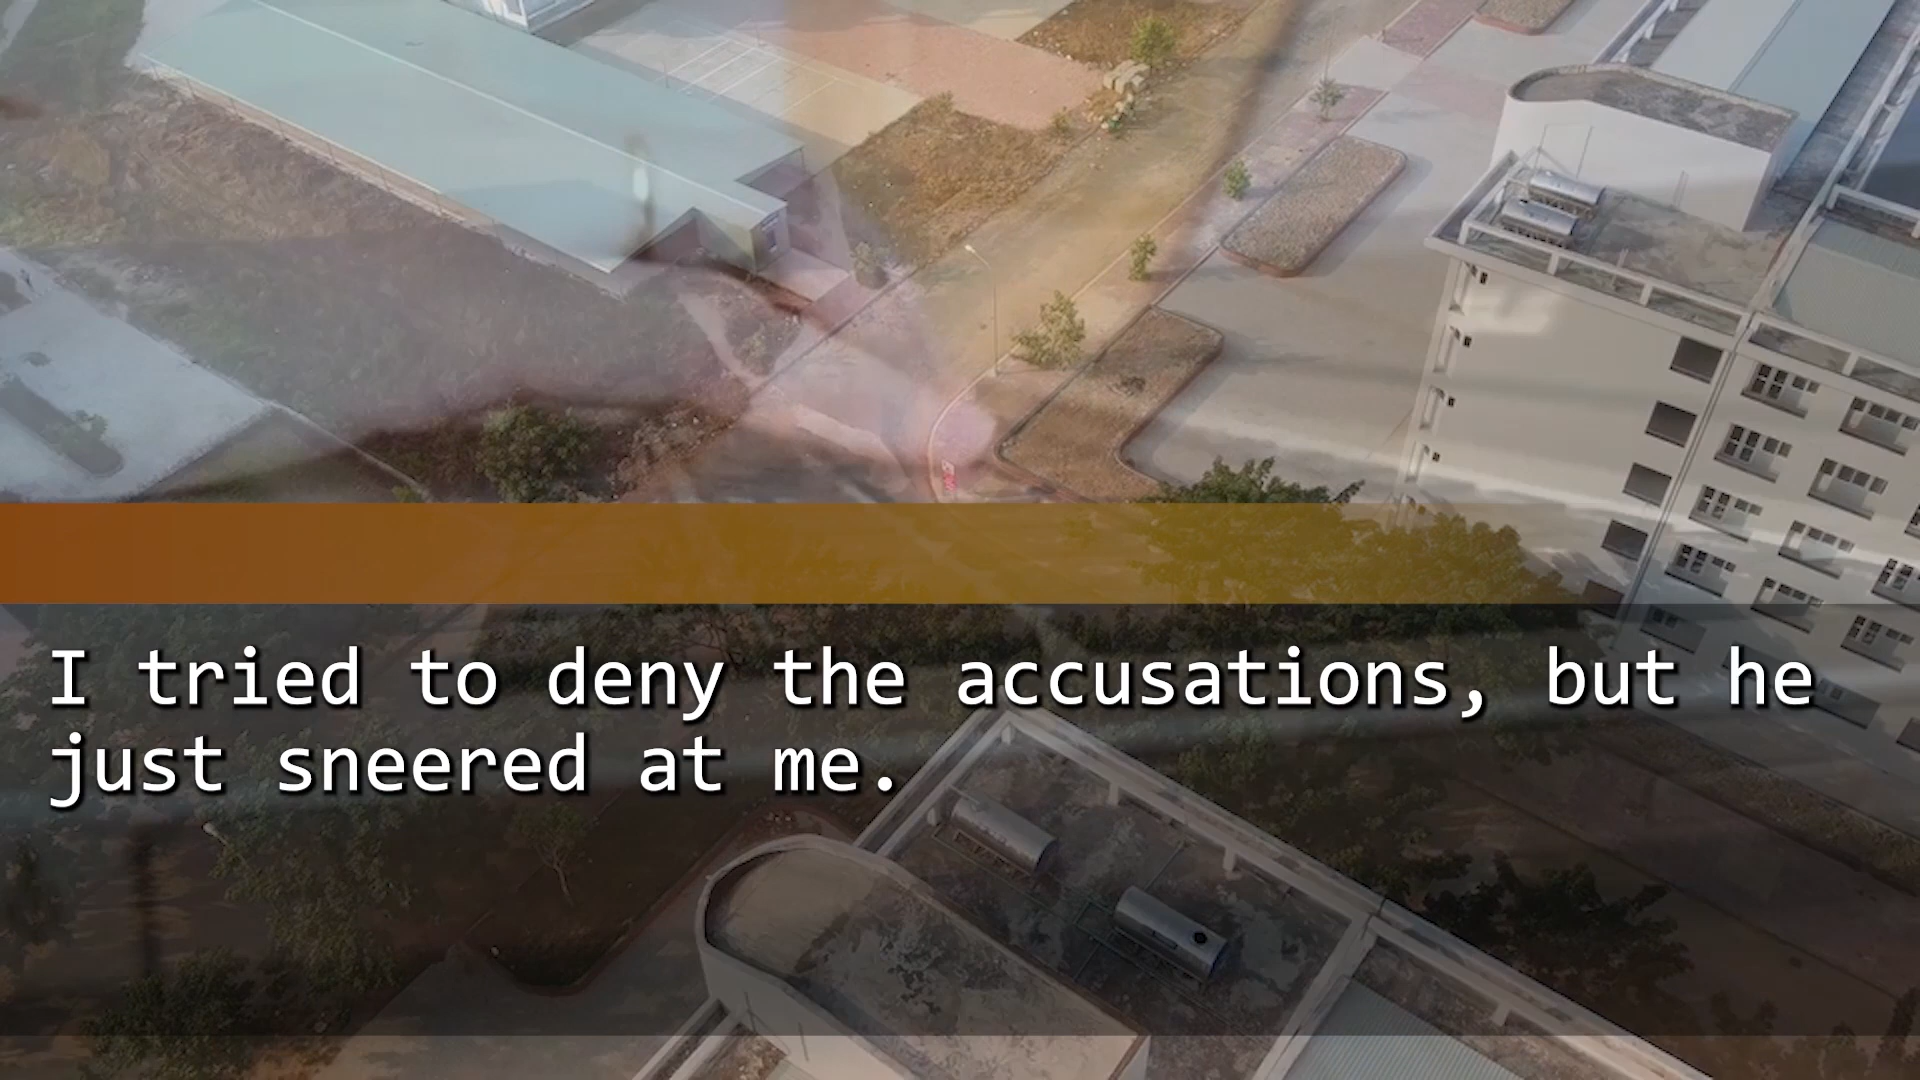 I tried to deny the accusations, but he
just sneered at me.